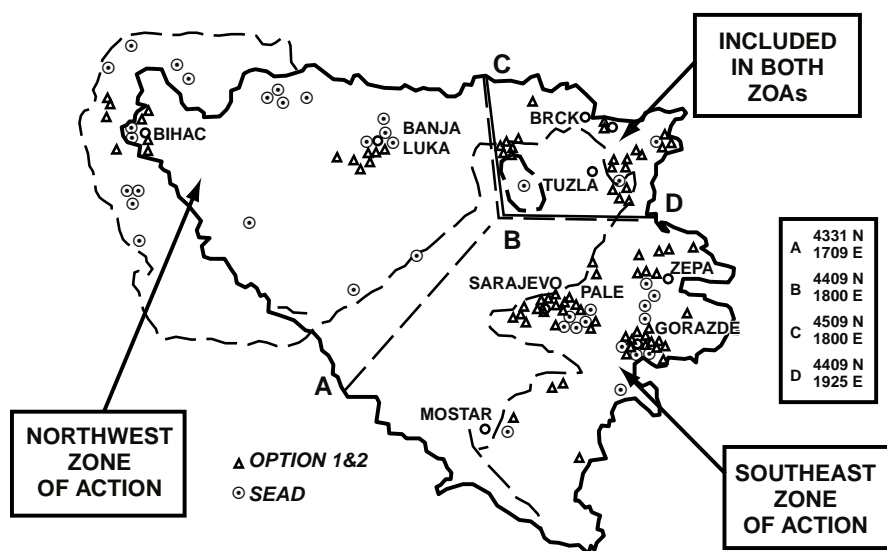 INCLUDED
IN BOTH
ZOAs
C
BRCKO
BIHAC
BANJA
LUKA
TUZLA
D
B
ZEPA
SARAJEVO
PALE
GORAZDE
A
MOSTAR
A 4331 N
1709 E
B 4409 N
1800 E
C 4509 N
1800 E
D 4409 N
1925 E
NORTHWEST
ZONE
OF ACTION
OPTION 1&2
SEAD
SOUTHEAST
ZONE
OF ACTION